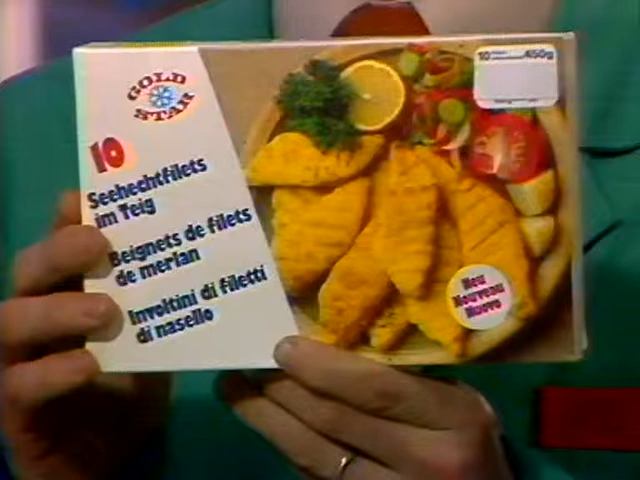 GOLD
STAR
10
Seehechtfilets
im Teig
Beignets de filets
de merlan
Involtini di filetti
di nasello
10 450g
Neu
Nouveau
Nuovo